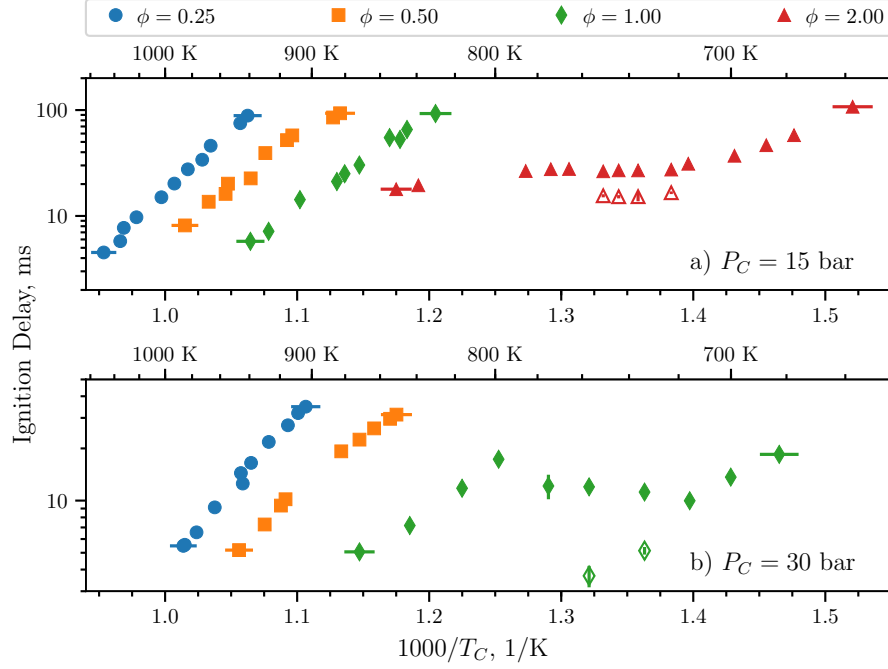 ϕ = 0.25 ϕ = 0.50 ϕ = 1.00 ϕ = 2.00
1000 K 900 K 800 K 700 K
100
10
a) P_C = 15 bar
1.0 1.1 1.2 1.3 1.4 1.5
Ignition Delay, ms
1000 K 900 K 800 K 700 K
10
b) P_C = 30 bar
1.0 1.1 1.2 1.3 1.4 1.5
1000/T_C, 1/K